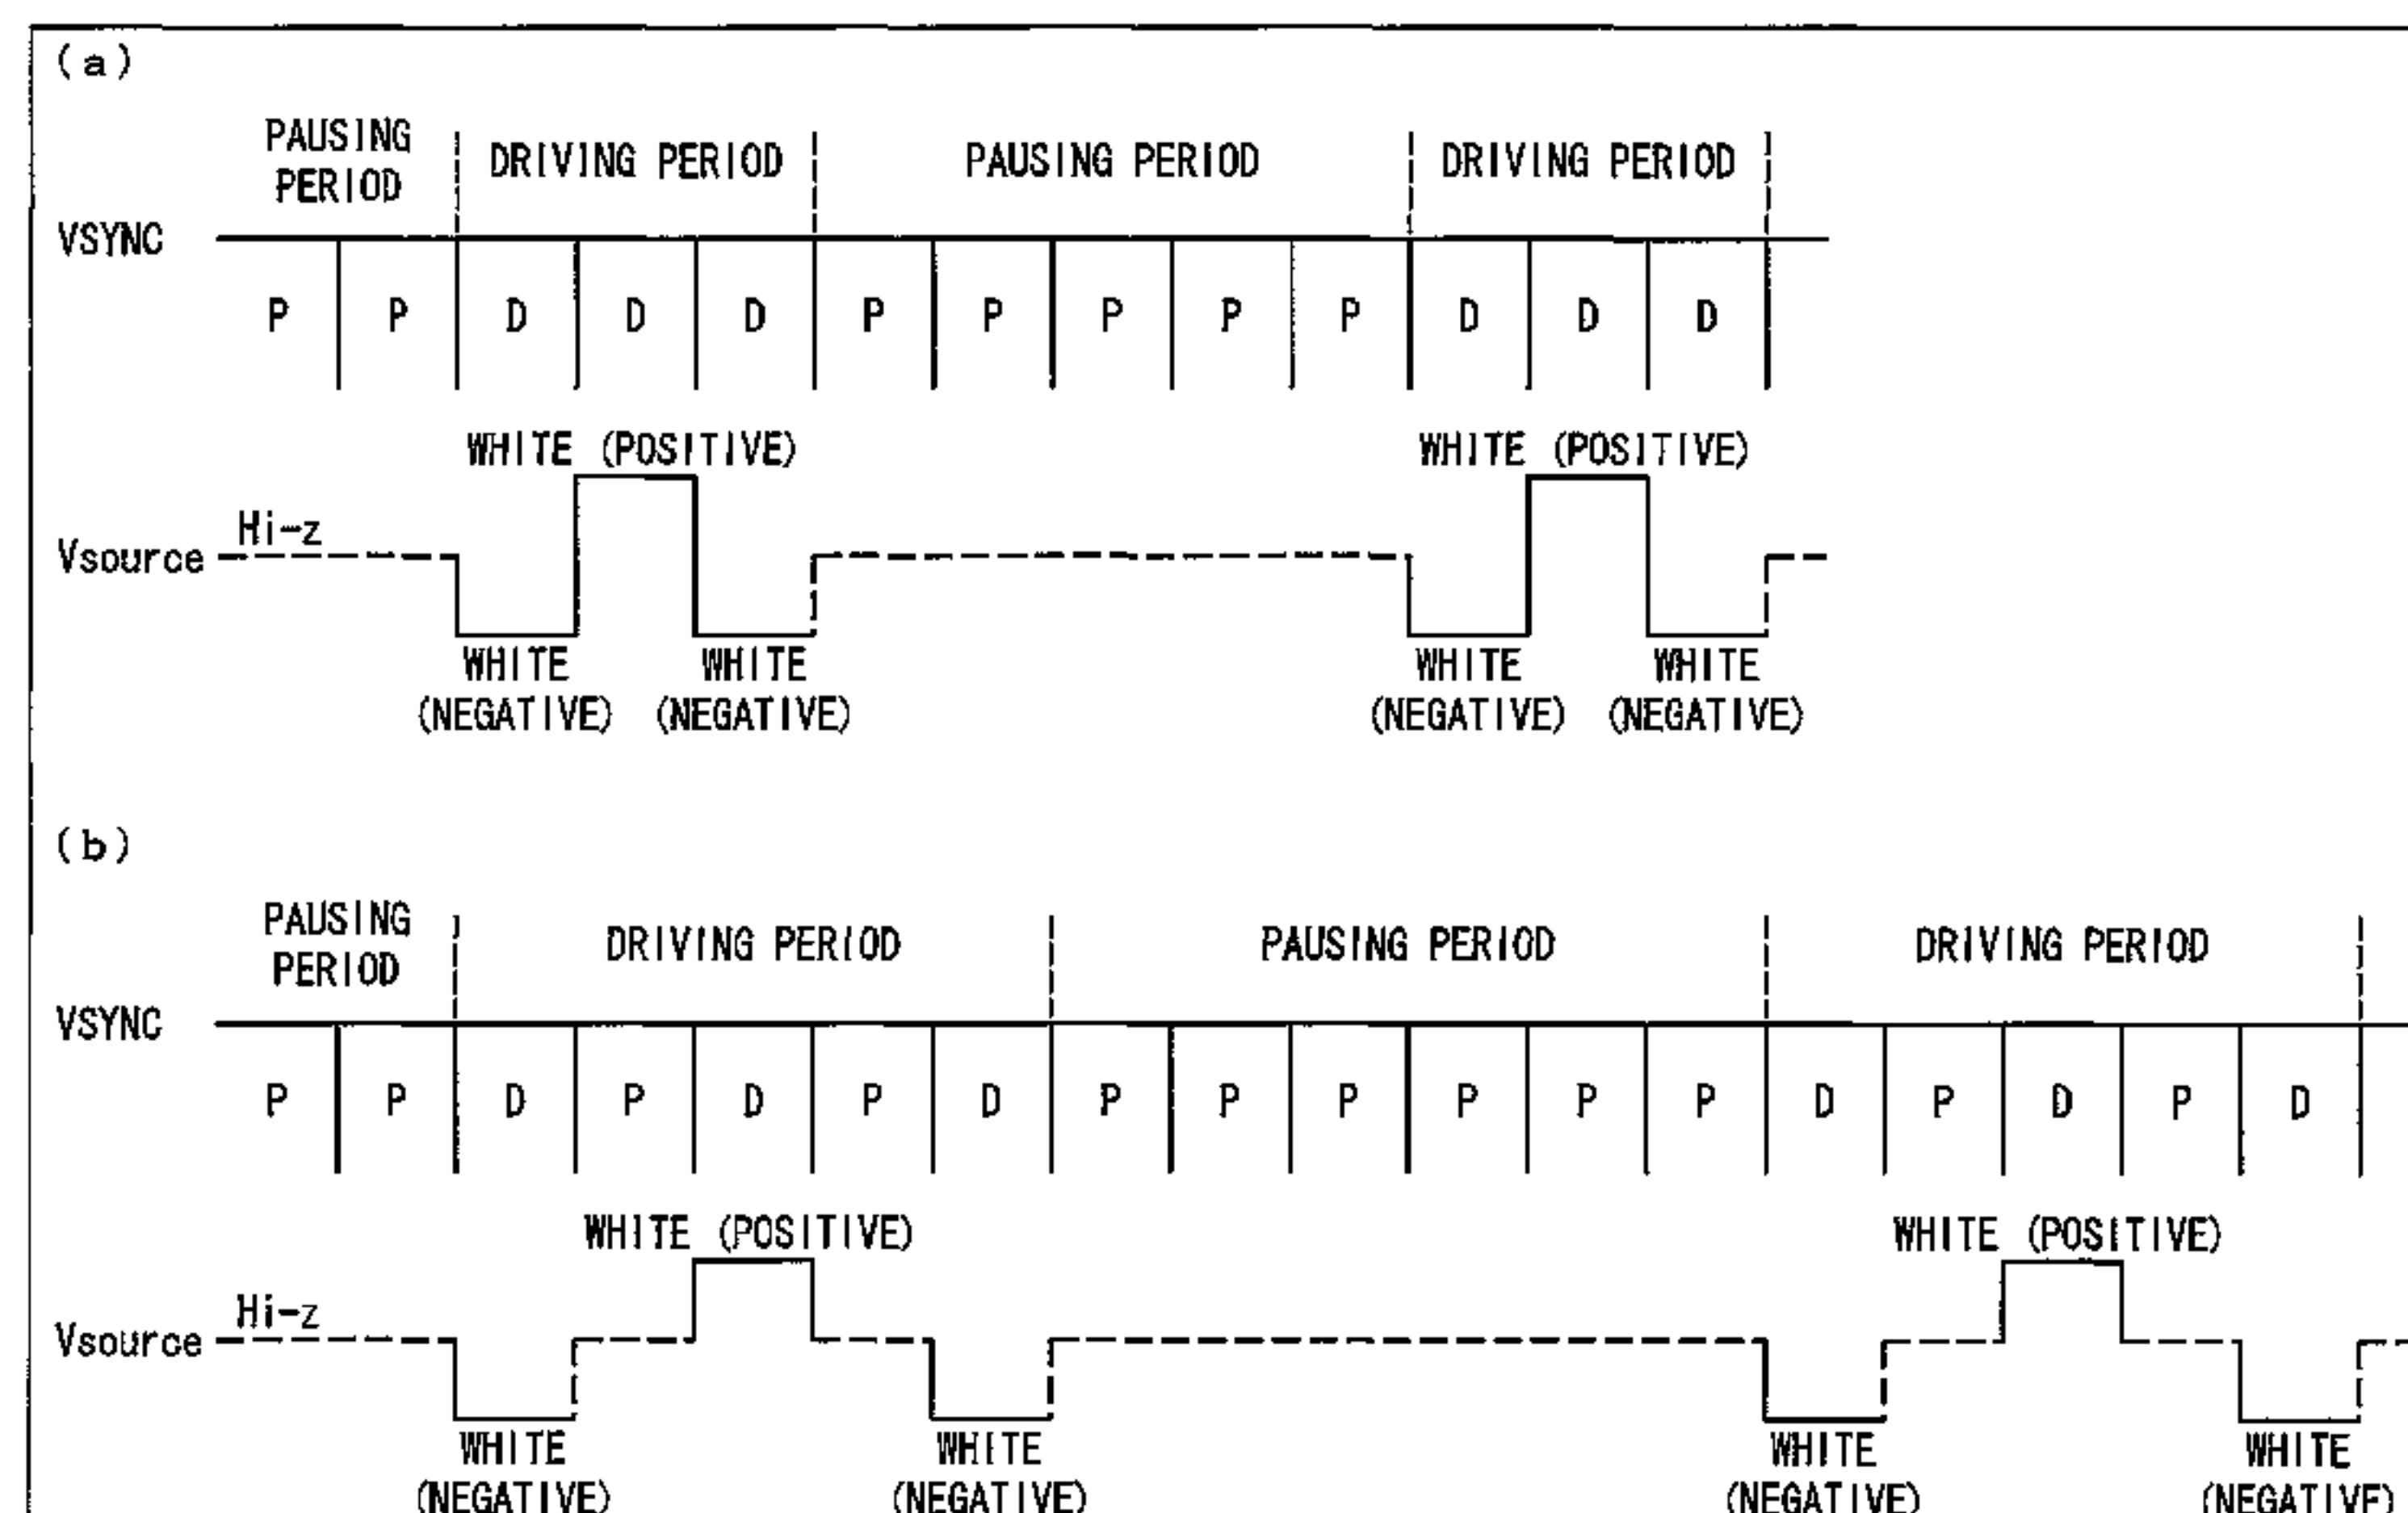 (a)
PAUSING
PERIOD
DRIVING PERIOD
PAUSING PERIOD
DRIVING PERIOD
VSYNC
P P D D D P P P P P D D D
WHITE (POSITIVE)
WHITE (POSITIVE)
Hi-z
Vsource
WHITE
(NEGATIVE)
WHITE
(NEGATIVE)
WHITE
(NEGATIVE)
WHITE
(NEGATIVE)
(b)
PAUSING
PERIOD
DRIVING PERIOD
PAUSING PERIOD
DRIVING PERIOD
VSYNC
P P D P D P D P P P P P P D P D P D
WHITE (POSITIVE)
WHITE (POSITIVE)
Hi-z
Vsource
WHITE
(NEGATIVE)
WHITE
(NEGATIVE)
WHITE
(NEGATIVE)
WHITE
(NEGATIVE)